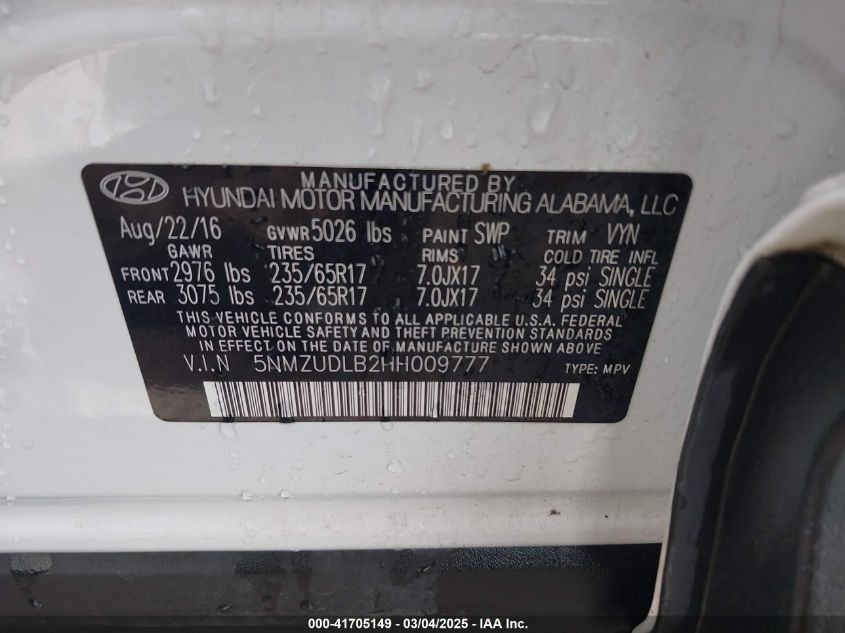 MANUFACTURED BY
HYUNDAI MOTOR MANUFACTURING ALABAMA, LLC
Aug/22/16 GVWR 5026 lbs PAINT SWP TRIM VYN
GAWR TIRES RIMS COLD TIRE INFL
FRONT 2976 lbs 235/65R17 7.0JX17 34 psi SINGLE
REAR 3075 lbs 235/65R17 7.0JX17 34 psi SINGLE
THIS VEHICLE CONFORMS TO ALL APPLICABLE U.S.A. FEDERAL
MOTOR VEHICLE SAFETY AND THEFT PREVENTION STANDARDS
IN EFFECT ON THE DATE OF MANUFACTURE SHOWN ABOVE.
V.I.N 5NMZUDLB2HH009777 TYPE: MPV
000-41705149 - 03/04/2025 - IAA Inc.